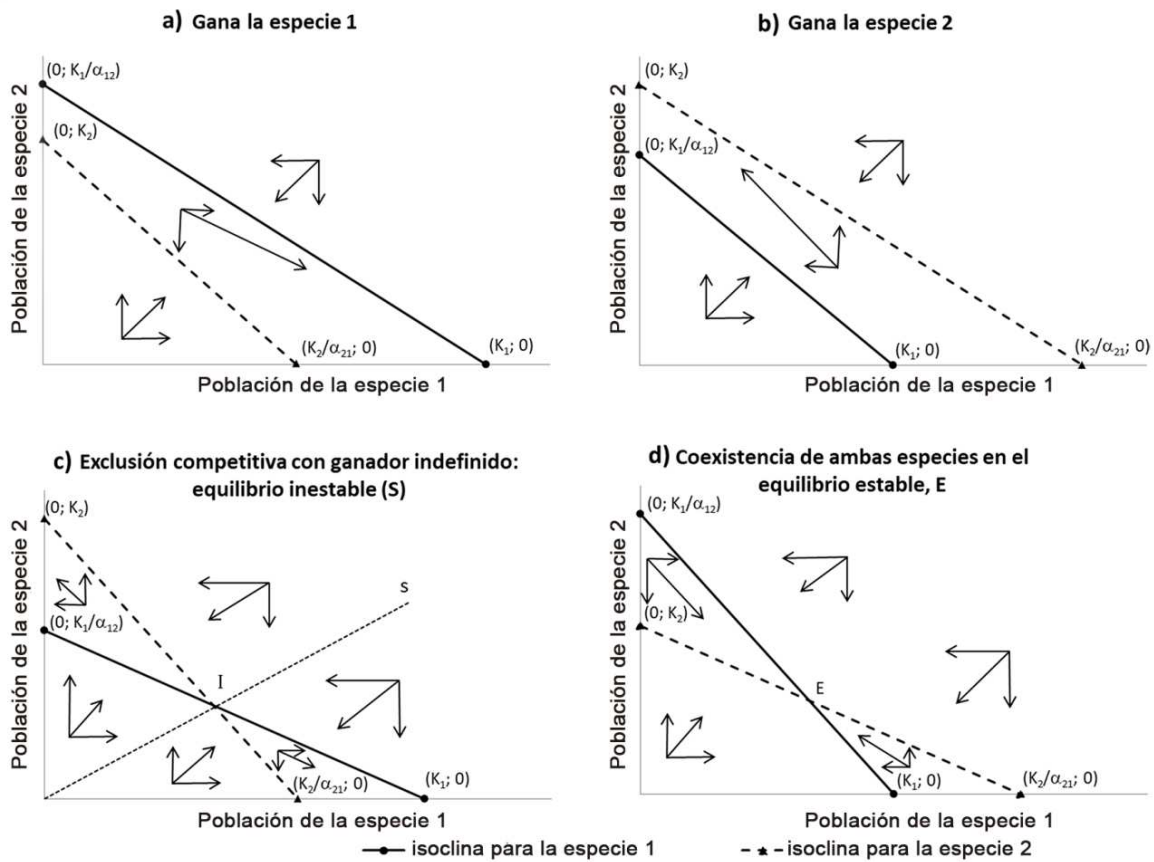 a) Gana la especie 1
(0; K₁/α₁₂)
(0; K₂)
Población de la especie 2
(K₂/α₂₁; 0)
(K₁; 0)
Población de la especie 1
b) Gana la especie 2
(0; K₂)
(0; K₁/α₁₂)
Población de la especie 2
(K₁; 0)
(K₂/α₂₁; 0)
Población de la especie 1
c) Exclusión competitiva con ganador indefinido:
equilibrio inestable (S)
(0; K₂)
(0; K₁/α₁₂)
Población de la especie 2
S
I
(K₂/α₂₁; 0)
(K₁; 0)
Población de la especie 1
d) Coexistencia de ambas especies en el
equilibrio estable, E
(0; K₁/α₁₂)
(0; K₂)
Población de la especie 2
E
(K₁; 0)
(K₂/α₂₁; 0)
Población de la especie 1
isoclina para la especie 1
isoclina para la especie 2